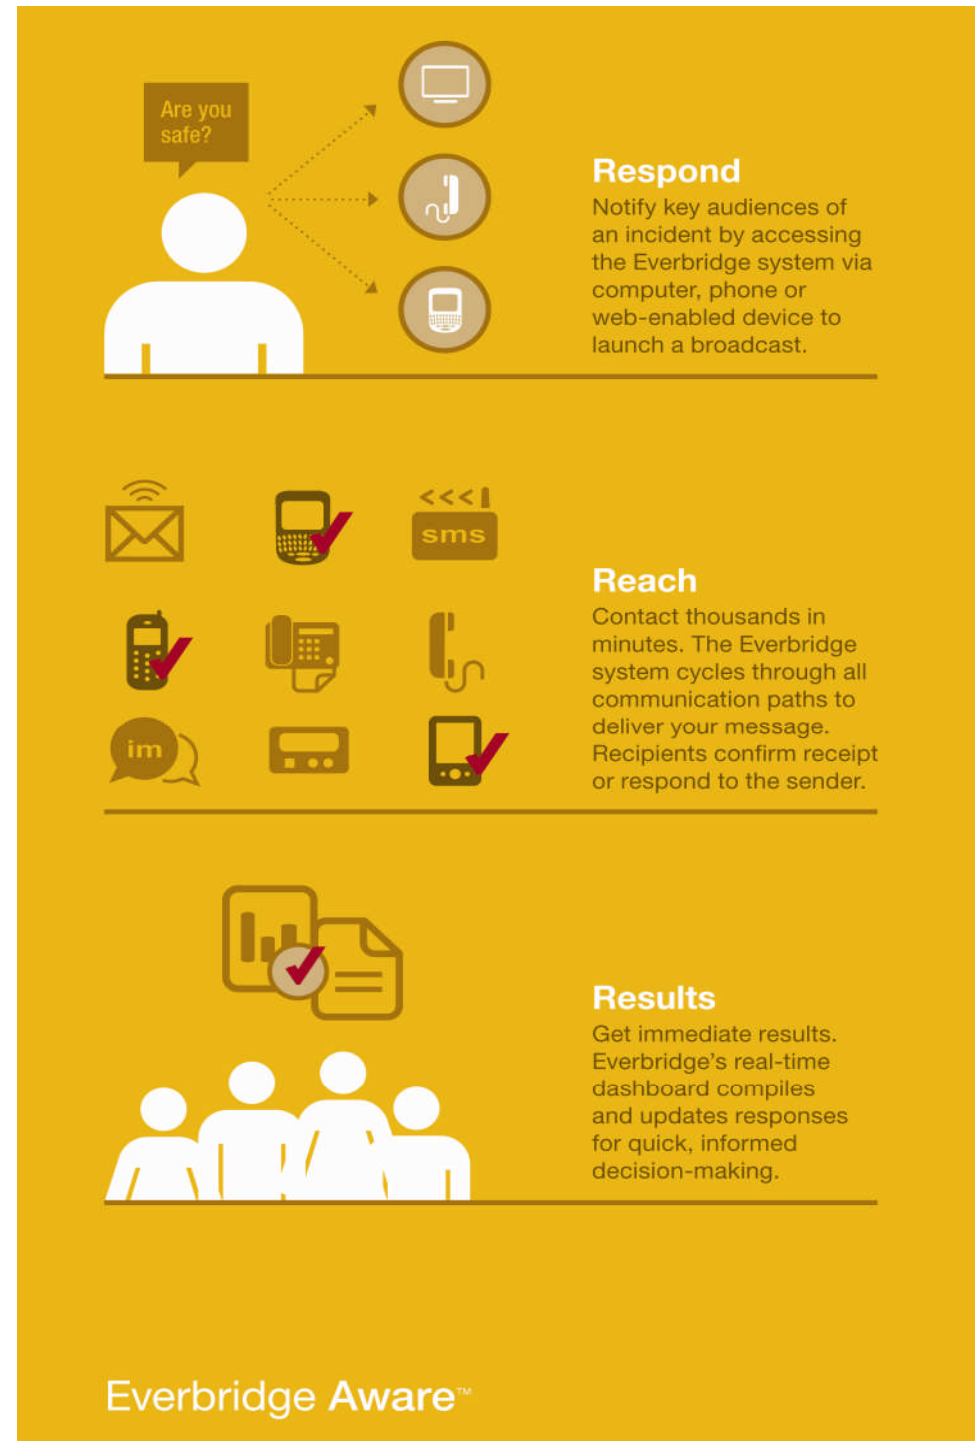 Are you
safe?
Respond
Notify key audiences of
an incident by accessing
the Everbridge system via
computer, phone or
web-enabled device to
launch a broadcast.
<<<
sms
Reach
Contact thousands in
minutes. The Everbridge
system cycles through all
communication paths to
deliver your message.
Recipients confirm receipt
or respond to the sender.
im
Results
Get immediate results.
Everbridge’s real-time
dashboard compiles
and updates responses
for quick, informed
decision-making.
Everbridge Aware™